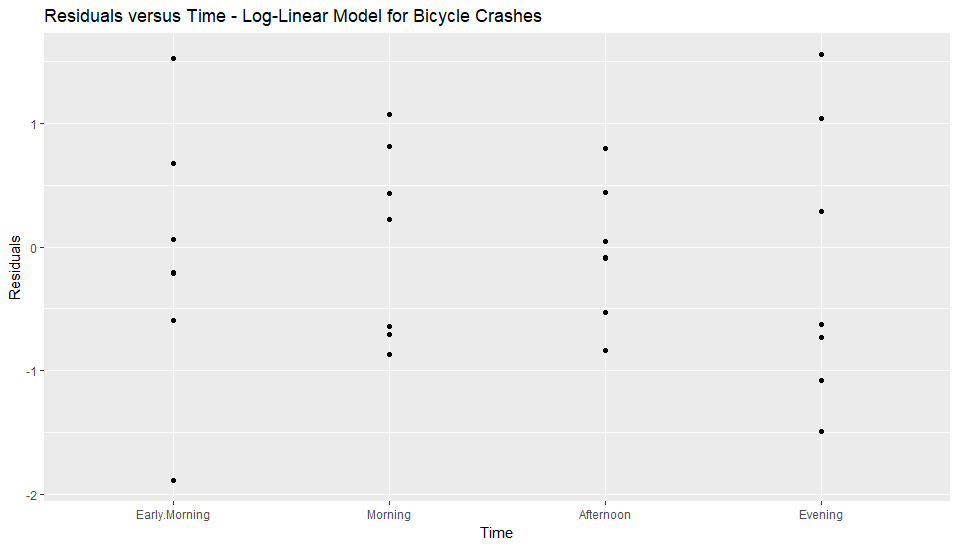 Residuals versus Time - Log-Linear Model for Bicycle Crashes
Residuals
1
0
-1
-2
Early.Morning Morning Afternoon Evening
Time